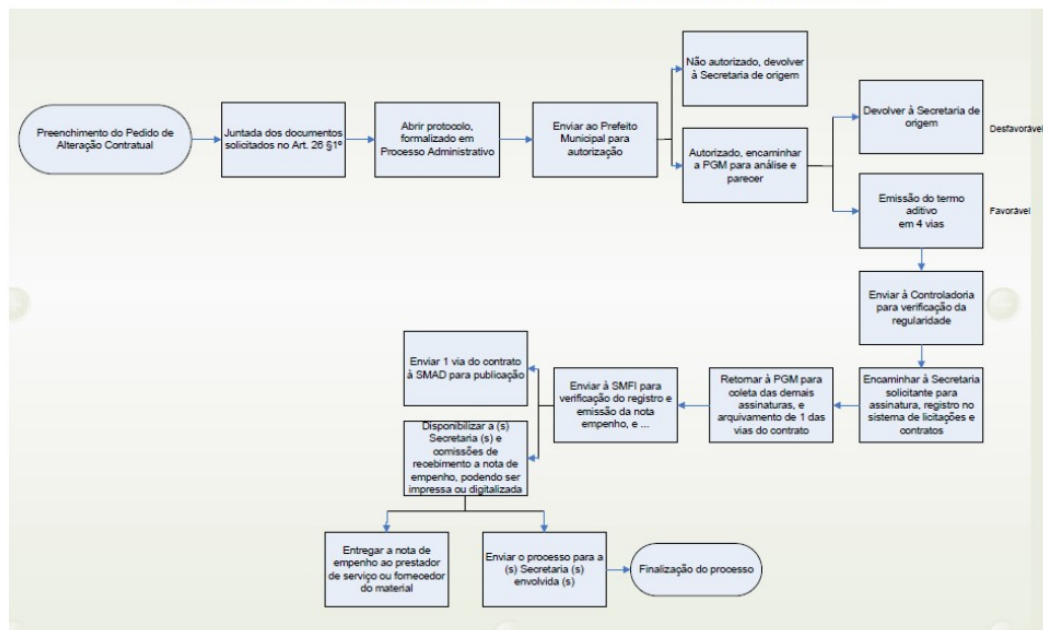 Preenchimento do Pedido de
Alteração Contratual
Juntada dos documentos
solicitados no Art. 26 §1º
Abrir protocolo,
formalizado em
Processo Administrativo
Enviar ao Prefeito
Municipal para
autorização
Não autorizado, devolver
à Secretaria de origem
Autorizado, encaminhar
a PGM para análise e
parecer
Devolver à Secretaria de
origem
Desfavorável
Emissão do termo
aditivo
em 4 vias
Favorável
Enviar à Controladoria
para verificação da
regularidade
Encaminhar à Secretaria
solicitante para
assinatura, registro no
sistema de licitações e
contratos
Retornar à PGM para
coleta das demais
assinaturas, e
arquivamento de 1 das
vias do contrato
Enviar à SMFI para
verificação do registro e
emissão da nota
empenho, e ...
Enviar 1 via do contrato
à SMAD para publicação
Disponibilizar a (s)
Secretaria (s) e
comissões de
recebimento a nota de
empenho, podendo ser
impressa ou digitalizada
Entregar a nota de
empenho ao prestador
de serviço ou fornecedor
do material
Enviar o processo para a
(s) Secretaria (s)
envolvida (s)
Finalização do processo